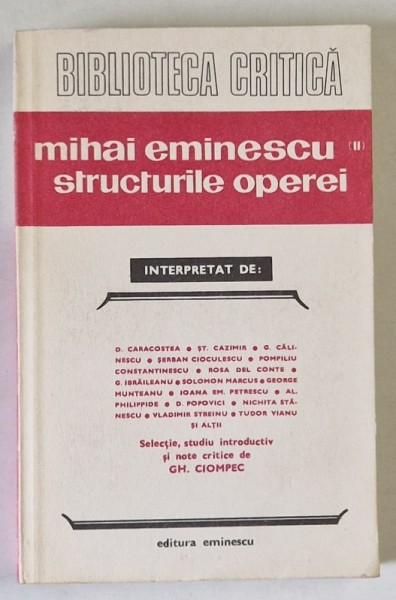 BIBLIOTECA CRITICĂ
mihai eminescu (II)
structurile operei
INTERPRETAT DE:
D. CARACOSTEA • ŞT. CAZIMIR • G. CĂLI-
NESCU • ŞERBAN CIOCULESCU • POMPILIU
CONSTANTINESCU • ROSA DEL CONTE •
G. IBRĂILEANU • SOLOMON MARCUS • GEORGE
MUNTEANU • IOANA EM. PETRESCU • AL.
PHILIPPIDE • D. POPOVICI • NICHITA STĂ-
NESCU • VLADIMIR STREINU • TUDOR VIANU
ŞI ALŢII
Selecţie, studiu introductiv
şi note critice de
GH. CIOMPEC
editura eminescu